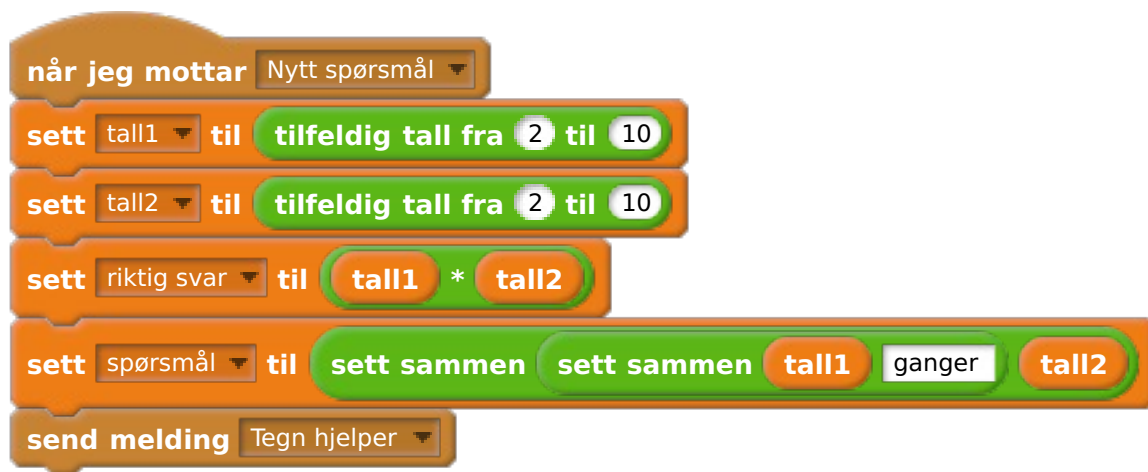 når jeg mottar Nytt spørsmål
sett tall1 til tilfeldig tall fra 2 til 10
sett tall2 til tilfeldig tall fra 2 til 10
sett riktig svar til tall1 * tall2
sett spørsmål til sett sammen sett sammen tall1 ganger tall2
send melding Tegn hjelper